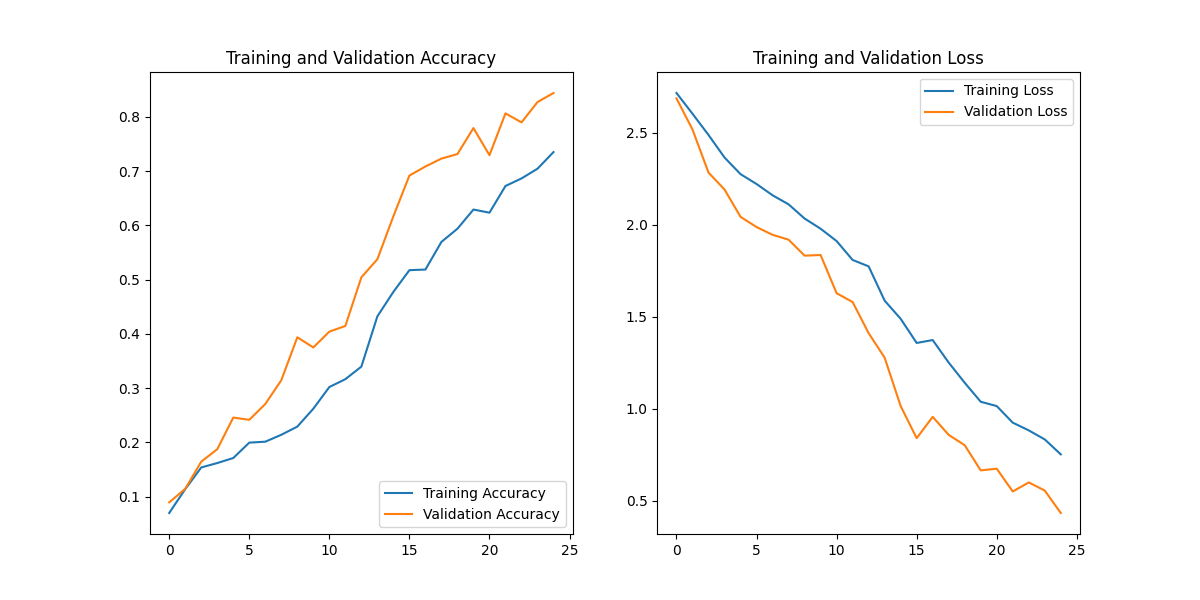 Training and Validation Accuracy
0.8
0.7
0.6
0.5
0.4
0.3
0.2
0.1
0 5 10 15 20 25
Training Accuracy
Validation Accuracy
Training and Validation Loss
Training Loss
Validation Loss
2.5
2.0
1.5
1.0
0.5
0 5 10 15 20 25